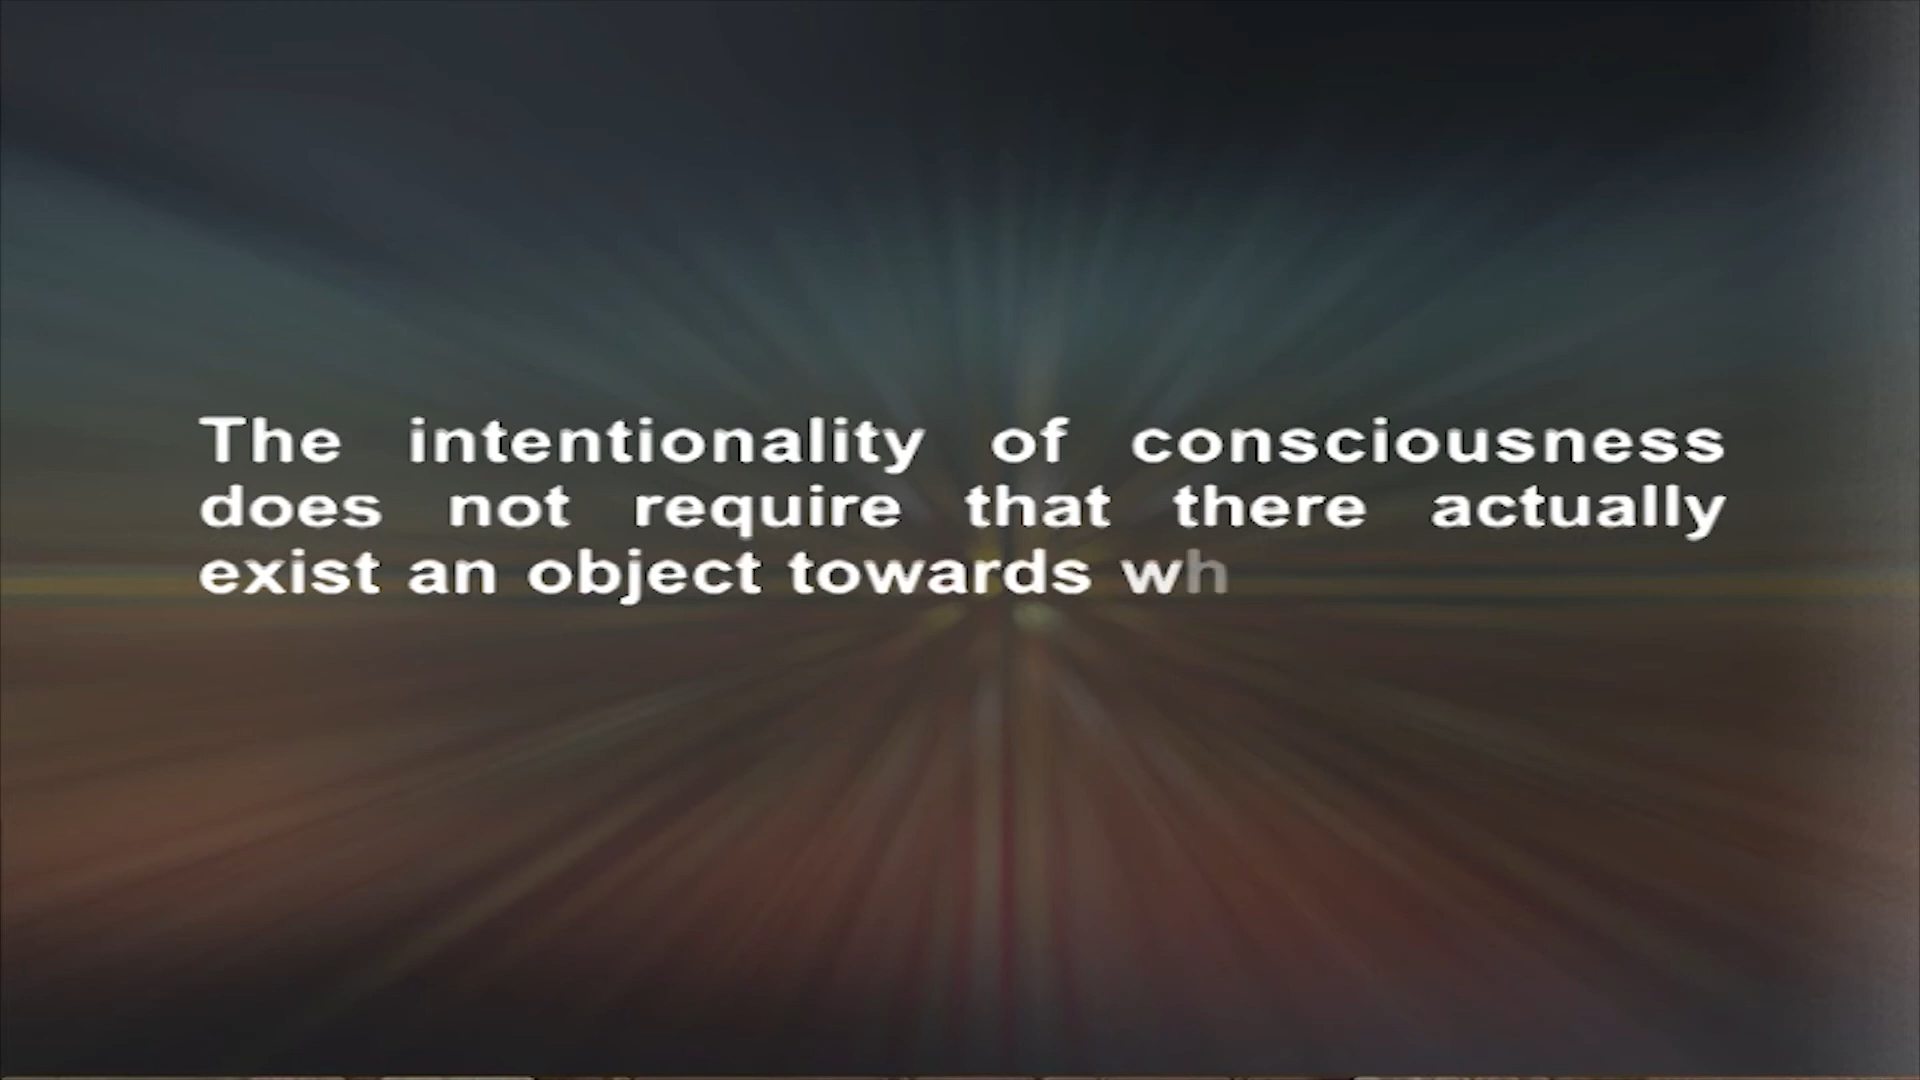 The intentionality of consciousness
does not require that there actually
exist an object towards wh